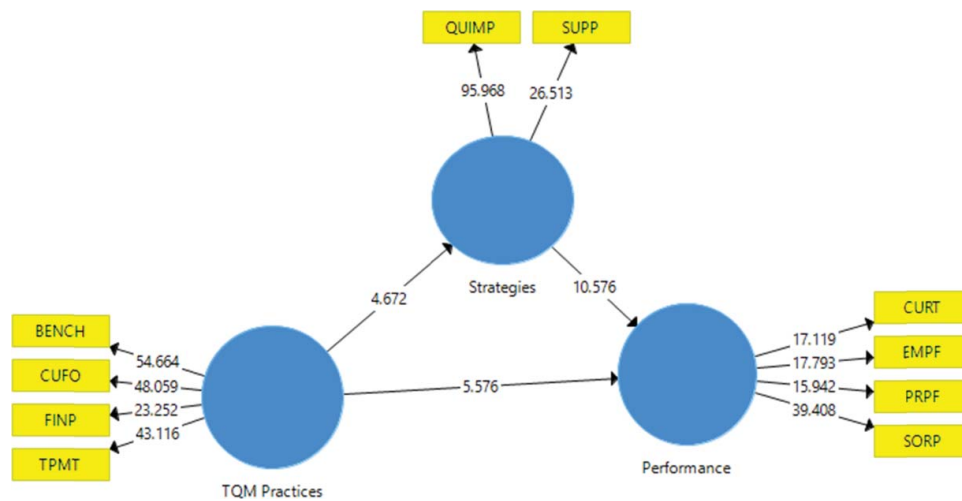 QUIMP
SUPP
95.968
26.513
Strategies
4.672
10.576
BENCH
CUFO
FINP
TPMT
54.664
48.059
23.252
43.116
TQM Practices
5.576
CURT
EMPF
PRPF
SORP
17.119
17.793
15.942
39.408
Performance